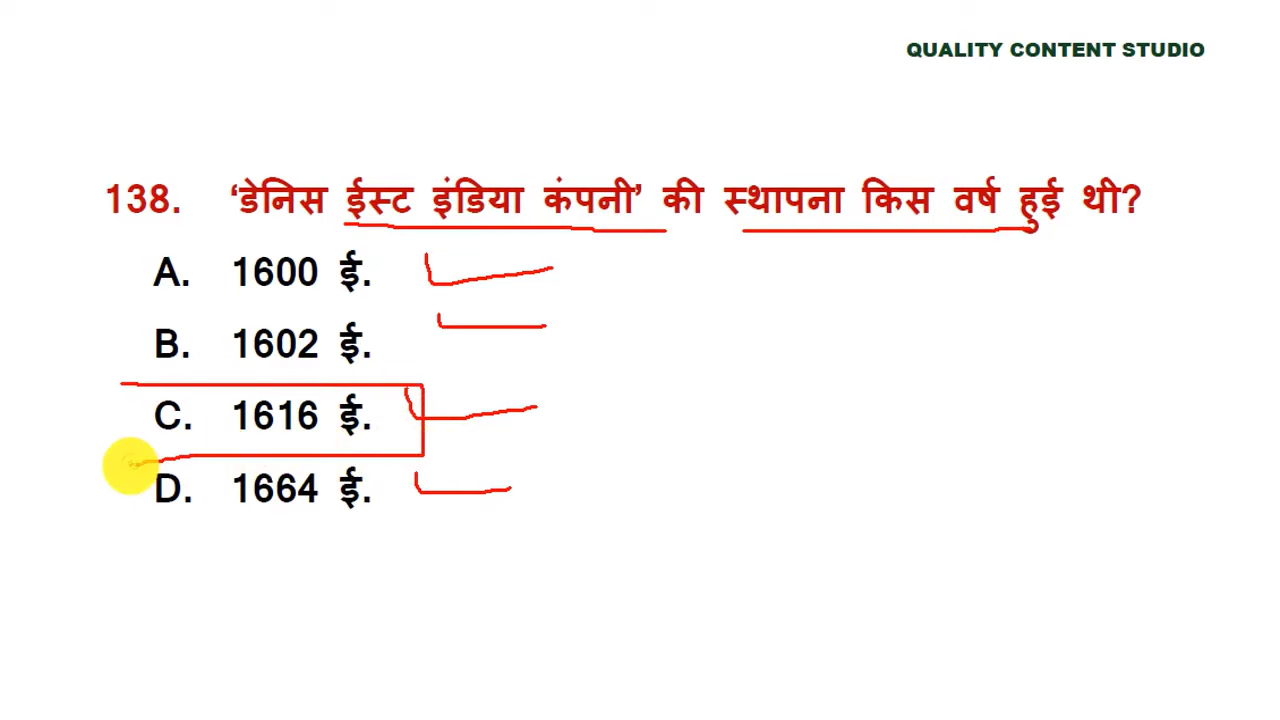 QUALITY CONTENT STUDIO
138. ‘डेनिस ईस्ट इंडिया कंपनी’ की स्थापना किस वर्ष हुई थी?
A. 1600 ई.
B. 1602 ई.
C. 1616 ई.
D. 1664 ई.